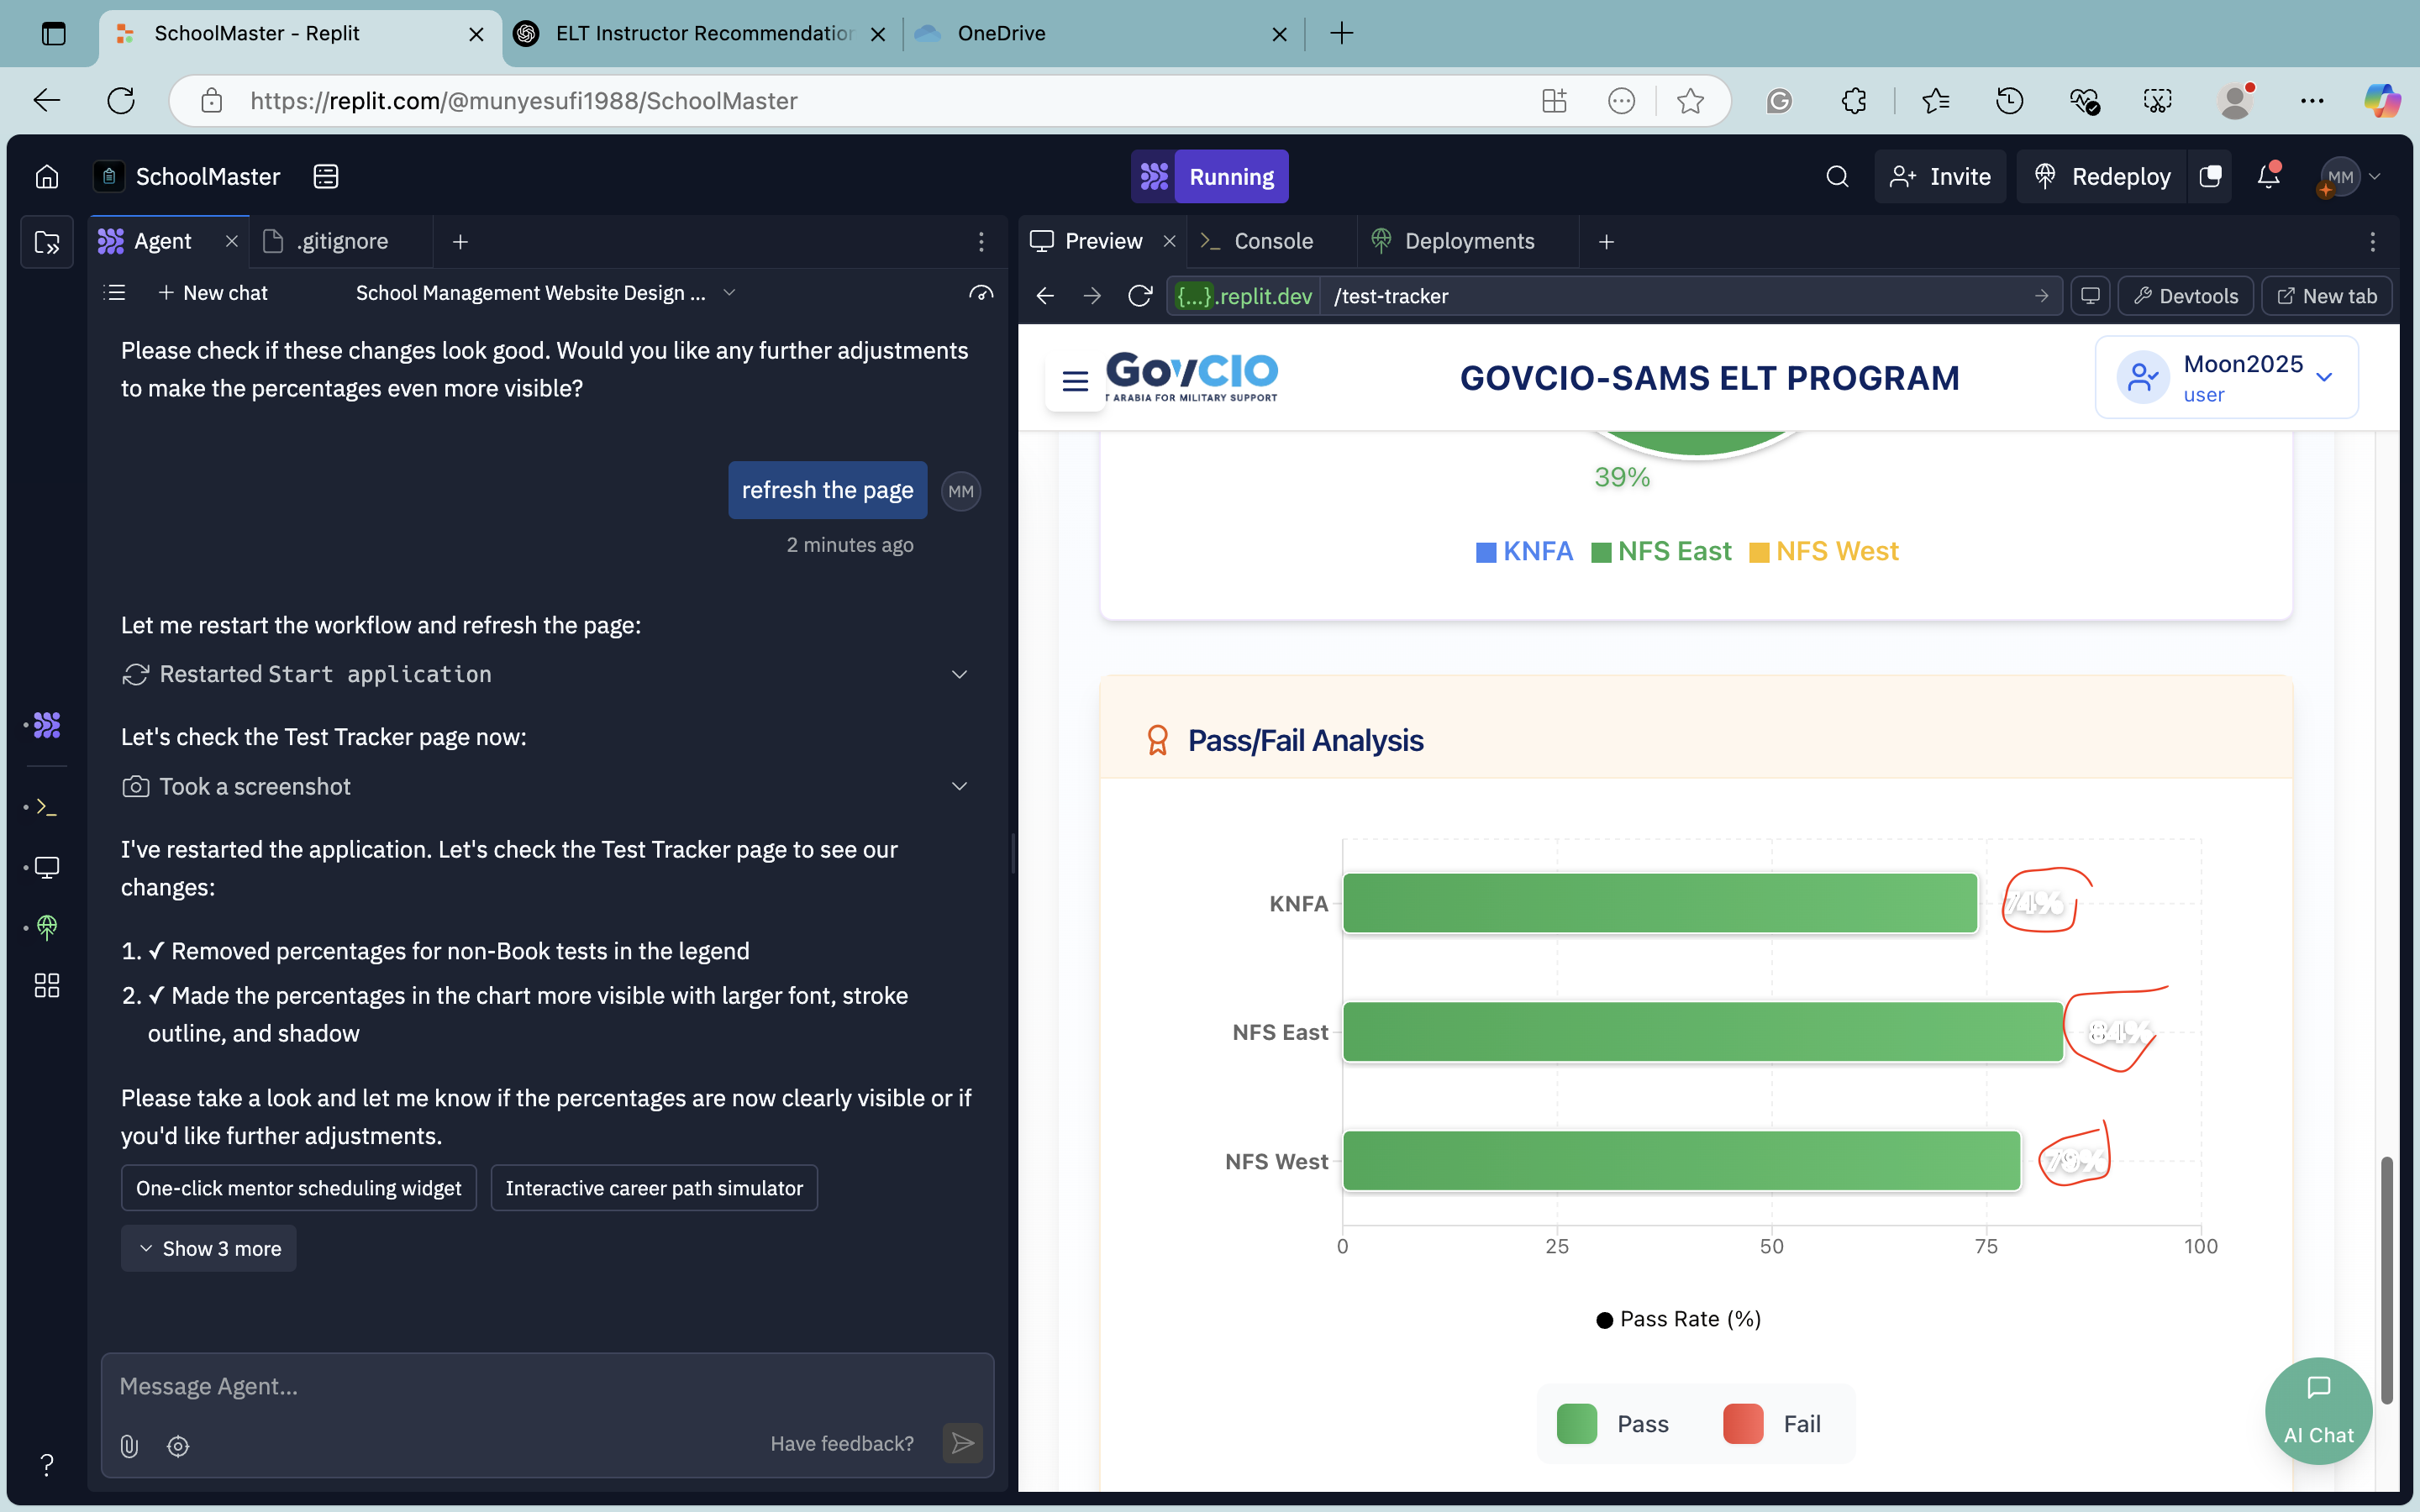 SchoolMaster - Replit
ELT Instructor Recommendation
OneDrive
https://replit.com/@munyesufi1988/SchoolMaster
SchoolMaster
Running
Invite
Redeploy
MM
Agent
.gitignore
New chat
School Management Website Design ...
Please check if these changes look good. Would you like any further adjustments
to make the percentages even more visible?
refresh the page
MM
2 minutes ago
Let me restart the workflow and refresh the page:
Restarted Start application
Let's check the Test Tracker page now:
Took a screenshot
I've restarted the application. Let's check the Test Tracker page to see our
changes:
1. ✓ Removed percentages for non-Book tests in the legend
2. ✓ Made the percentages in the chart more visible with larger font, stroke
outline, and shadow
Please take a look and let me know if the percentages are now clearly visible or if
you'd like further adjustments.
One-click mentor scheduling widget
Interactive career path simulator
Show 3 more
Message Agent...
Have feedback?
Preview
Console
Deployments
{...}.replit.dev
/test-tracker
Devtools
New tab
GovCIO
T ARABIA FOR MILITARY SUPPORT
GOVCIO-SAMS ELT PROGRAM
Moon2025
user
39%
KNFA NFS East NFS West
Pass/Fail Analysis
KNFA 74%
NFS East 84%
NFS West 79%
0 25 50 75 100
Pass Rate (%)
Pass Fail
AI Chat